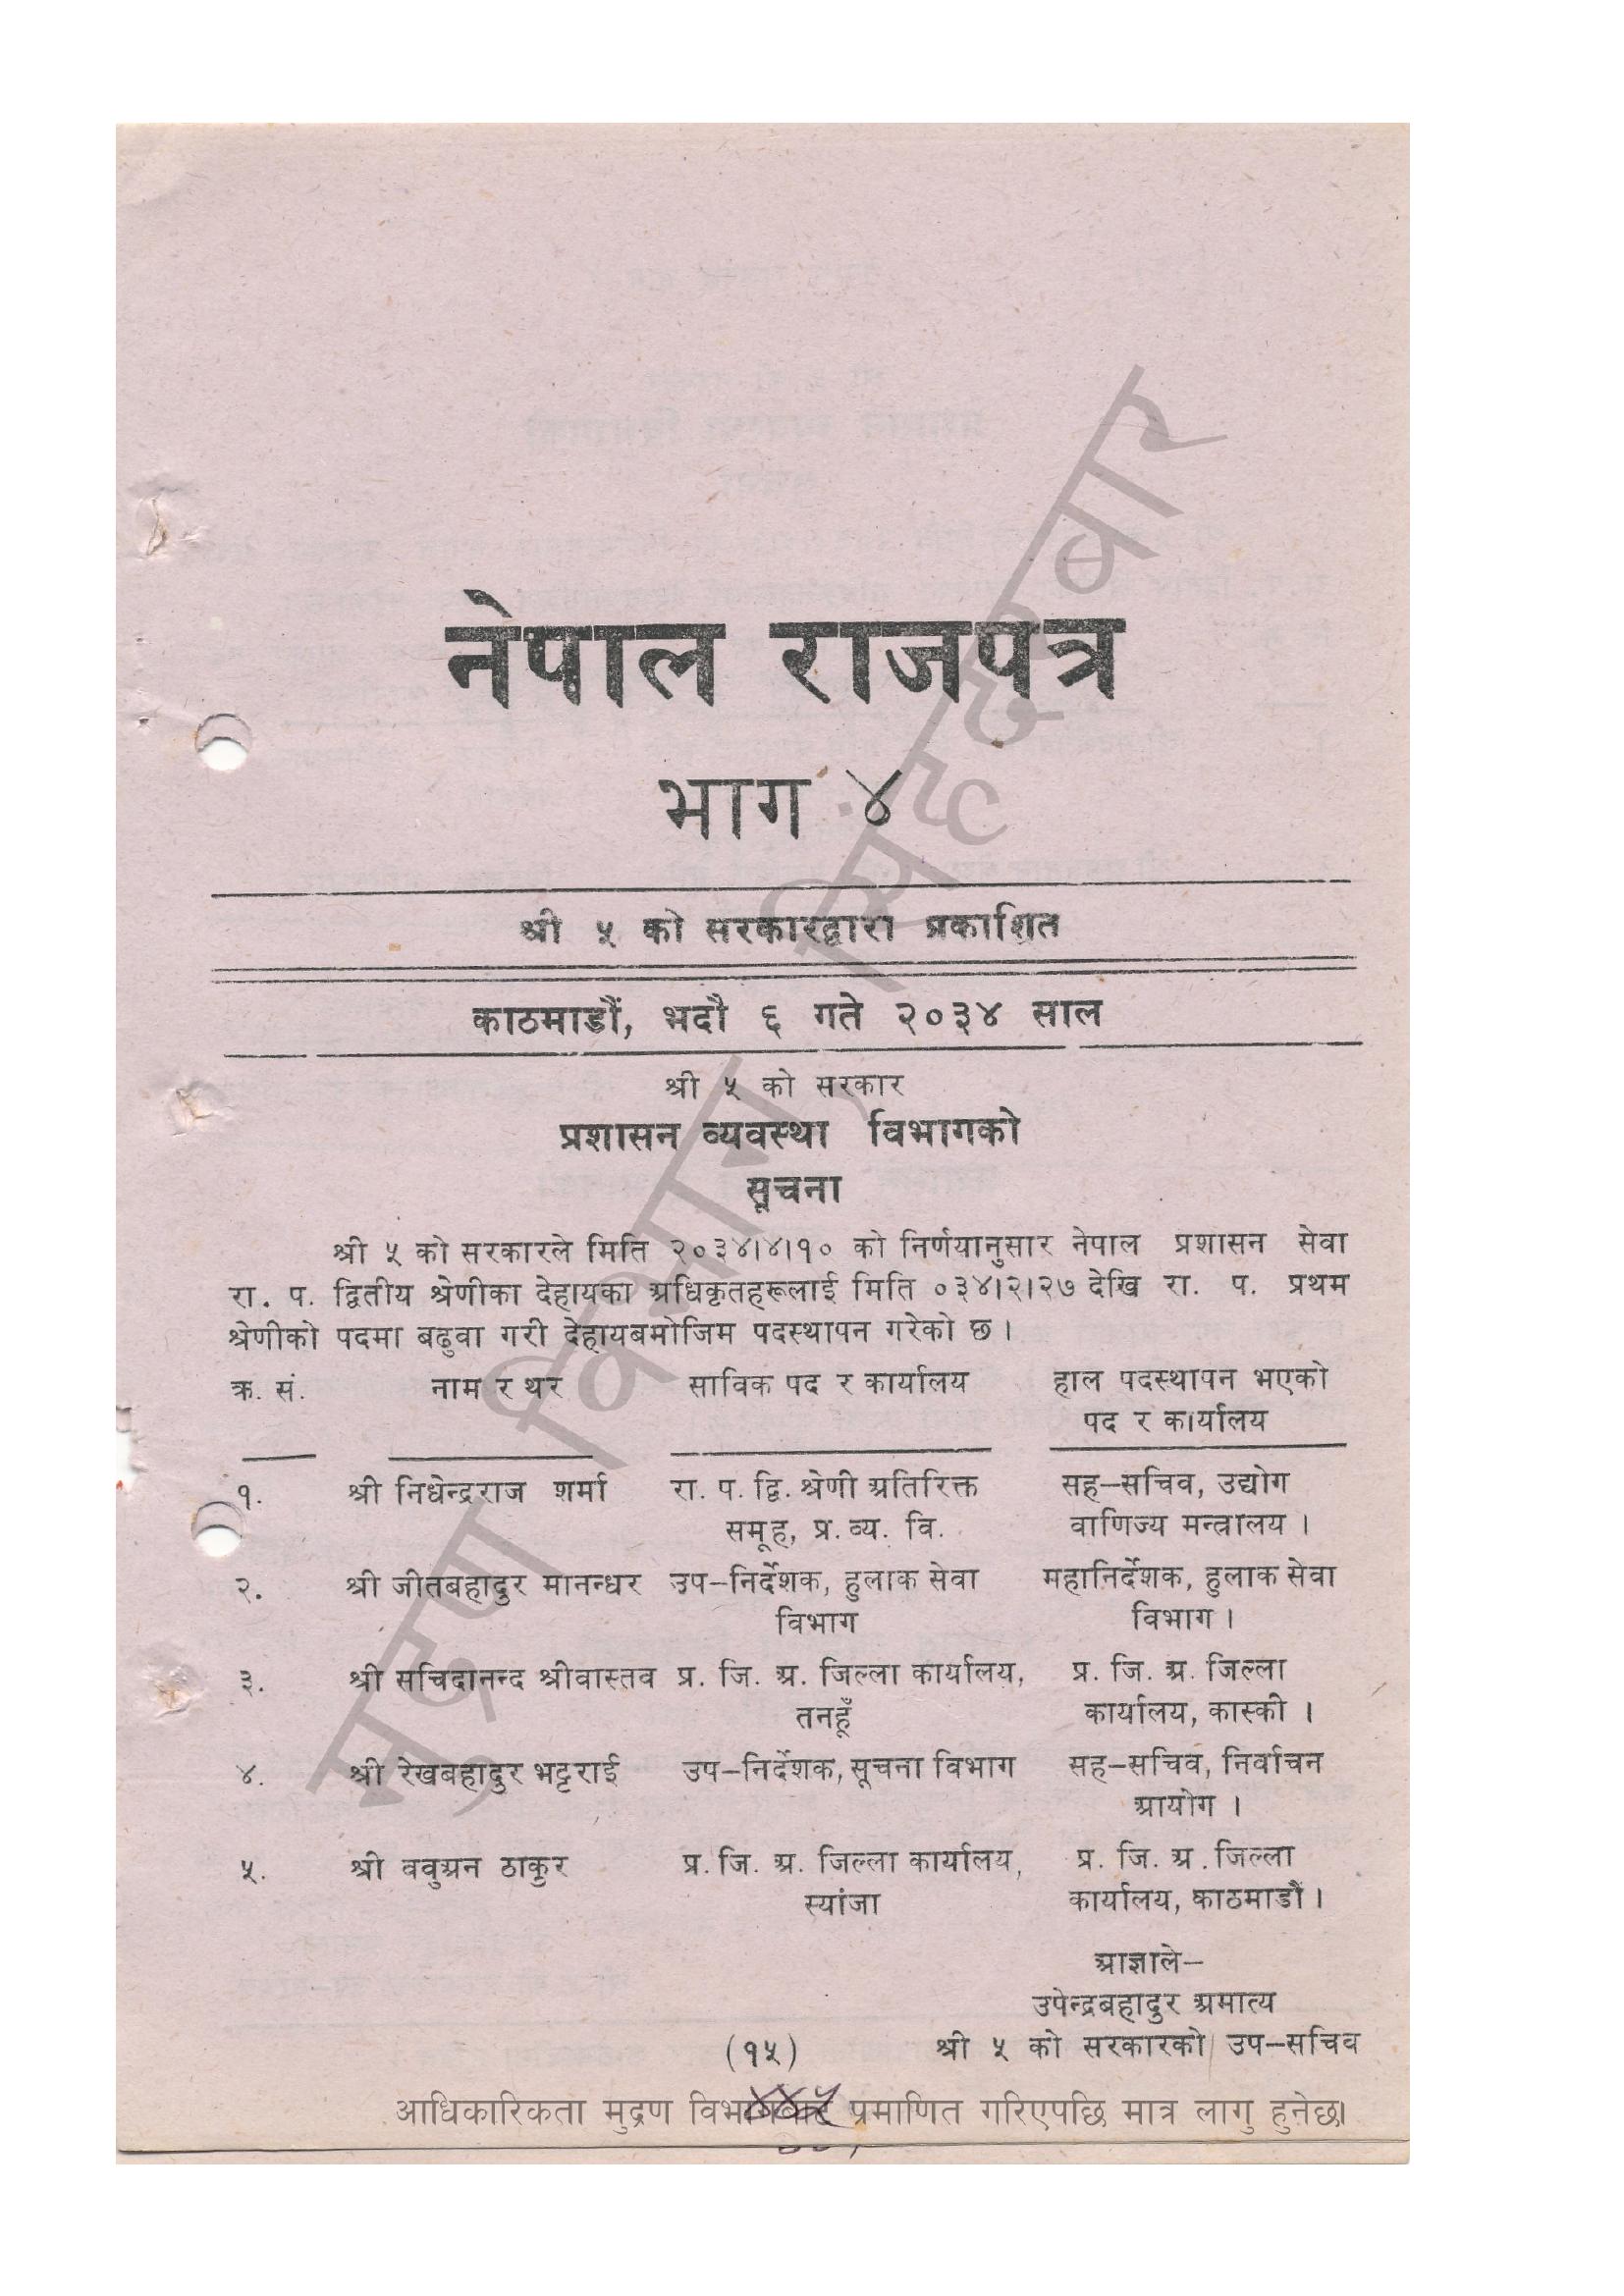 नेपाल राजपत्र
भाग ४
श्री ५ को सरकारद्वारा प्रकाशित
काठमाडौं, भदौ ६ गते २०३४ साल
श्री ५ को सरकार
प्रशासन व्यवस्था विभागको
सूचना
श्री ५ को सरकारले मिति २०३४।४।१० को निर्णयानुसार नेपाल प्रशासन सेवा
रा. प. द्वितीय श्रेणीका देहायका अधिकृतहरूलाई मिति ०३४।२।२७ देखि रा. प. प्रथम
श्रेणीको पदमा बढुवा गरी देहायबमोजिम पदस्थापन गरेको छ ।
क्र. सं. नाम र थर साविक पद र कार्यालय हाल पदस्थापन भएको
पद र कार्यालय
१. श्री निधेन्द्रराज शर्मा रा. प. द्वि. श्रेणी अतिरिक्त सह–सचिव, उद्योग
समूह, प्र. व्य. वि. वाणिज्य मन्त्रालय ।
२. श्री जीतबहादुर मानन्धर उप–निर्देशक, हुलाक सेवा महानिर्देशक, हुलाक सेवा
विभाग विभाग ।
३. श्री सचिदानन्द श्रीवास्तव प्र. जि. अ. जिल्ला कार्यालय, प्र. जि. अ. जिल्ला
तनहूँ कार्यालय, कास्की ।
४. श्री रेखबहादुर भट्टराई उप–निर्देशक, सूचना विभाग सह–सचिव, निर्वाचन
आयोग ।
५. श्री ववुअन ठाकुर प्र. जि. अ. जिल्ला कार्यालय, प्र. जि. अ. जिल्ला
स्यांजा कार्यालय, काठमाडौं ।
आज्ञाले–
उपेन्द्रबहादुर अमात्य
(१५) श्री ५ को सरकारको उप–सचिव
४४५
आधिकारिकता मुद्रण विभागबाट प्रमाणित गरिएपछि मात्र लागु हुनेछ।
मुद्रण विभाग, सिंहदरबार